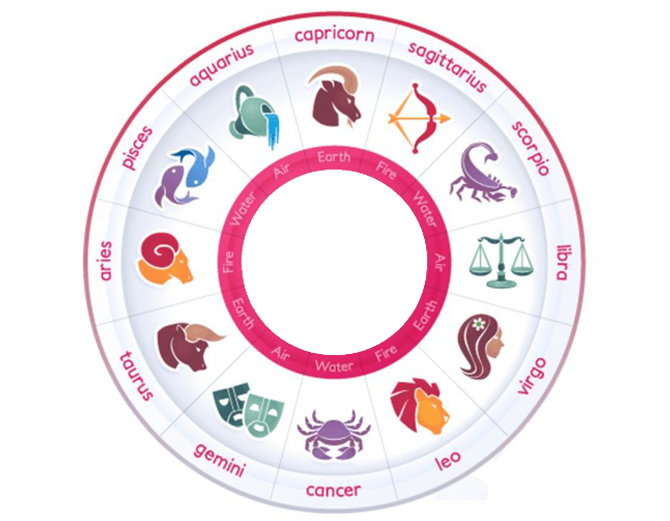 capricorn
sagittarius
scorpio
libra
virgo
leo
cancer
gemini
taurus
aries
pisces
aquarius
Earth
Fire
Water
Air
Earth
Fire
Water
Air
Earth
Fire
Water
Air